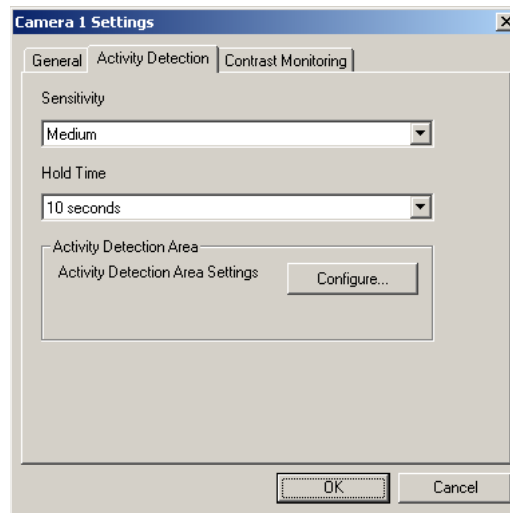 Camera 1 Settings
General Activity Detection Contrast Monitoring
Sensitivity
Medium
Hold Time
10 seconds
Activity Detection Area
Activity Detection Area Settings Configure...
OK Cancel